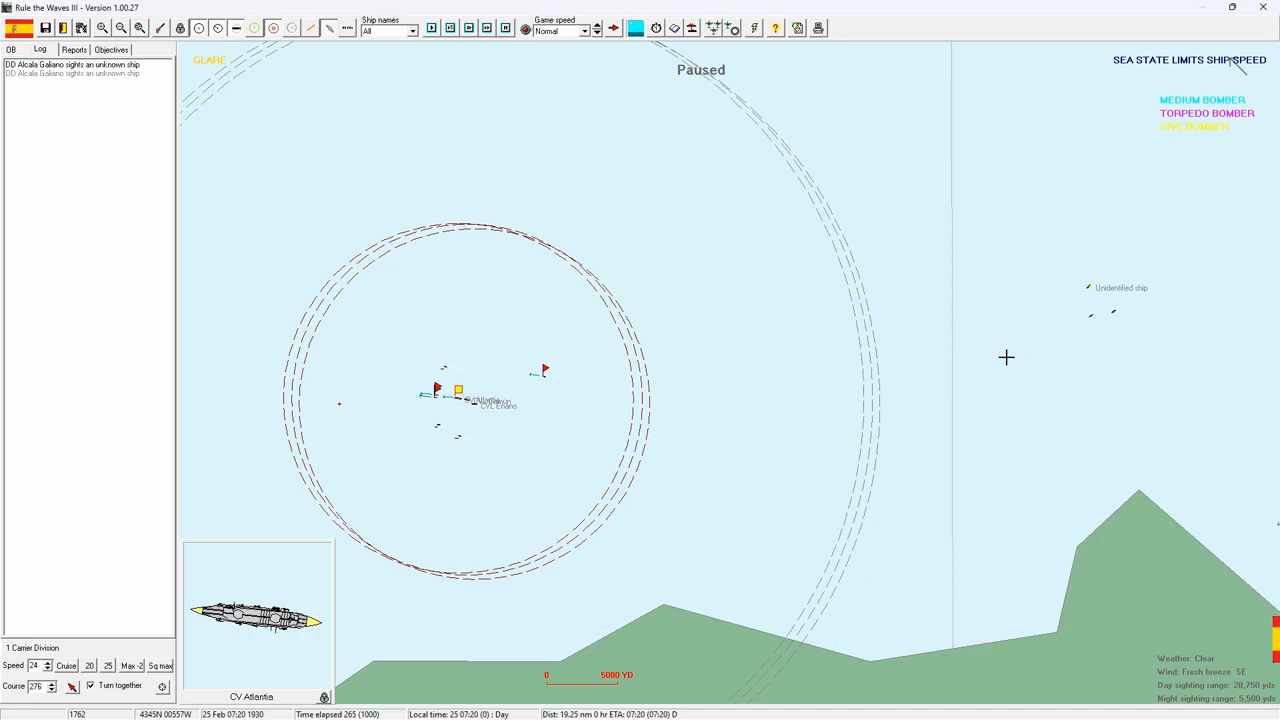 Rule the Waves III - Version 1.00.27
Ship names
All
Game speed
Normal
OB
Log
Reports
Objectives
DD Alcala Galiano sights an unknown ship
DD Alcala Galiano sights an unknown ship
GLARE
Paused
SEA STATE LIMITS SHIP SPEED
MEDIUM BOMBER
TORPEDO BOMBER
DIVE BOMBER
Unidentified ship
CVL Enano
0
5000 YD
1 Carrier Division
Speed
24
Cruise
20
25
Max -2
Sq max
Course
276
Turn together
CV Atlantia
Weather: Clear
Wind: Fresh breeze SE
Day sighting range: 28,750 yds
Night sighting range: 5,500 yds
1762
4345N 00557W
25 Feb 07:20 1930
Time elapsed 265 (1000)
Local time: 25 07:20 (0) : Day
Dist: 19.25 nm 0 hr ETA: 07:20 (07:20) D